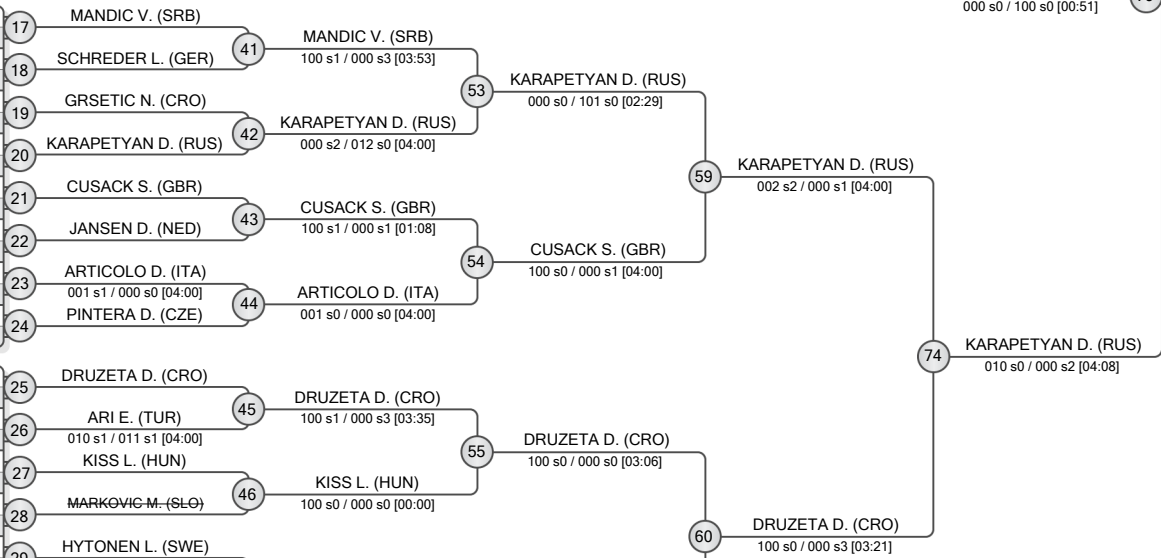 000 s0 / 100 s0 [00:51]
17
MANDIC V. (SRB)
18
SCHREDER L. (GER)
41
MANDIC V. (SRB)
100 s1 / 000 s3 [03:53]
19
GRSETIC N. (CRO)
20
KARAPETYAN D. (RUS)
42
KARAPETYAN D. (RUS)
000 s2 / 012 s0 [04:00]
53
KARAPETYAN D. (RUS)
000 s0 / 101 s0 [02:29]
21
CUSACK S. (GBR)
22
JANSEN D. (NED)
43
CUSACK S. (GBR)
100 s1 / 000 s1 [01:08]
23
ARTICOLO D. (ITA)
001 s1 / 000 s0 [04:00]
24
PINTERA D. (CZE)
44
ARTICOLO D. (ITA)
001 s0 / 000 s0 [04:00]
54
CUSACK S. (GBR)
100 s0 / 000 s1 [04:00]
59
KARAPETYAN D. (RUS)
002 s2 / 000 s1 [04:00]
25
DRUZETA D. (CRO)
26
ARI E. (TUR)
010 s1 / 011 s1 [04:00]
45
DRUZETA D. (CRO)
100 s1 / 000 s3 [03:35]
27
KISS L. (HUN)
28
MARKOVIC M. (SLO)
46
KISS L. (HUN)
100 s0 / 000 s0 [00:00]
55
DRUZETA D. (CRO)
100 s0 / 000 s0 [03:06]
HYTONEN L. (SWE)
60
DRUZETA D. (CRO)
100 s0 / 000 s3 [03:21]
74
KARAPETYAN D. (RUS)
010 s0 / 000 s2 [04:08]